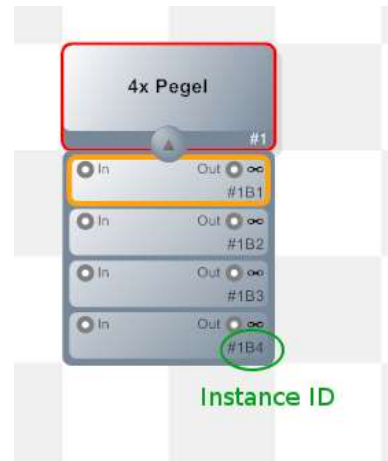 4x Pegel
#1
In Out
#1B1
In Out
#1B2
In Out
#1B3
In Out
#1B4
Instance ID